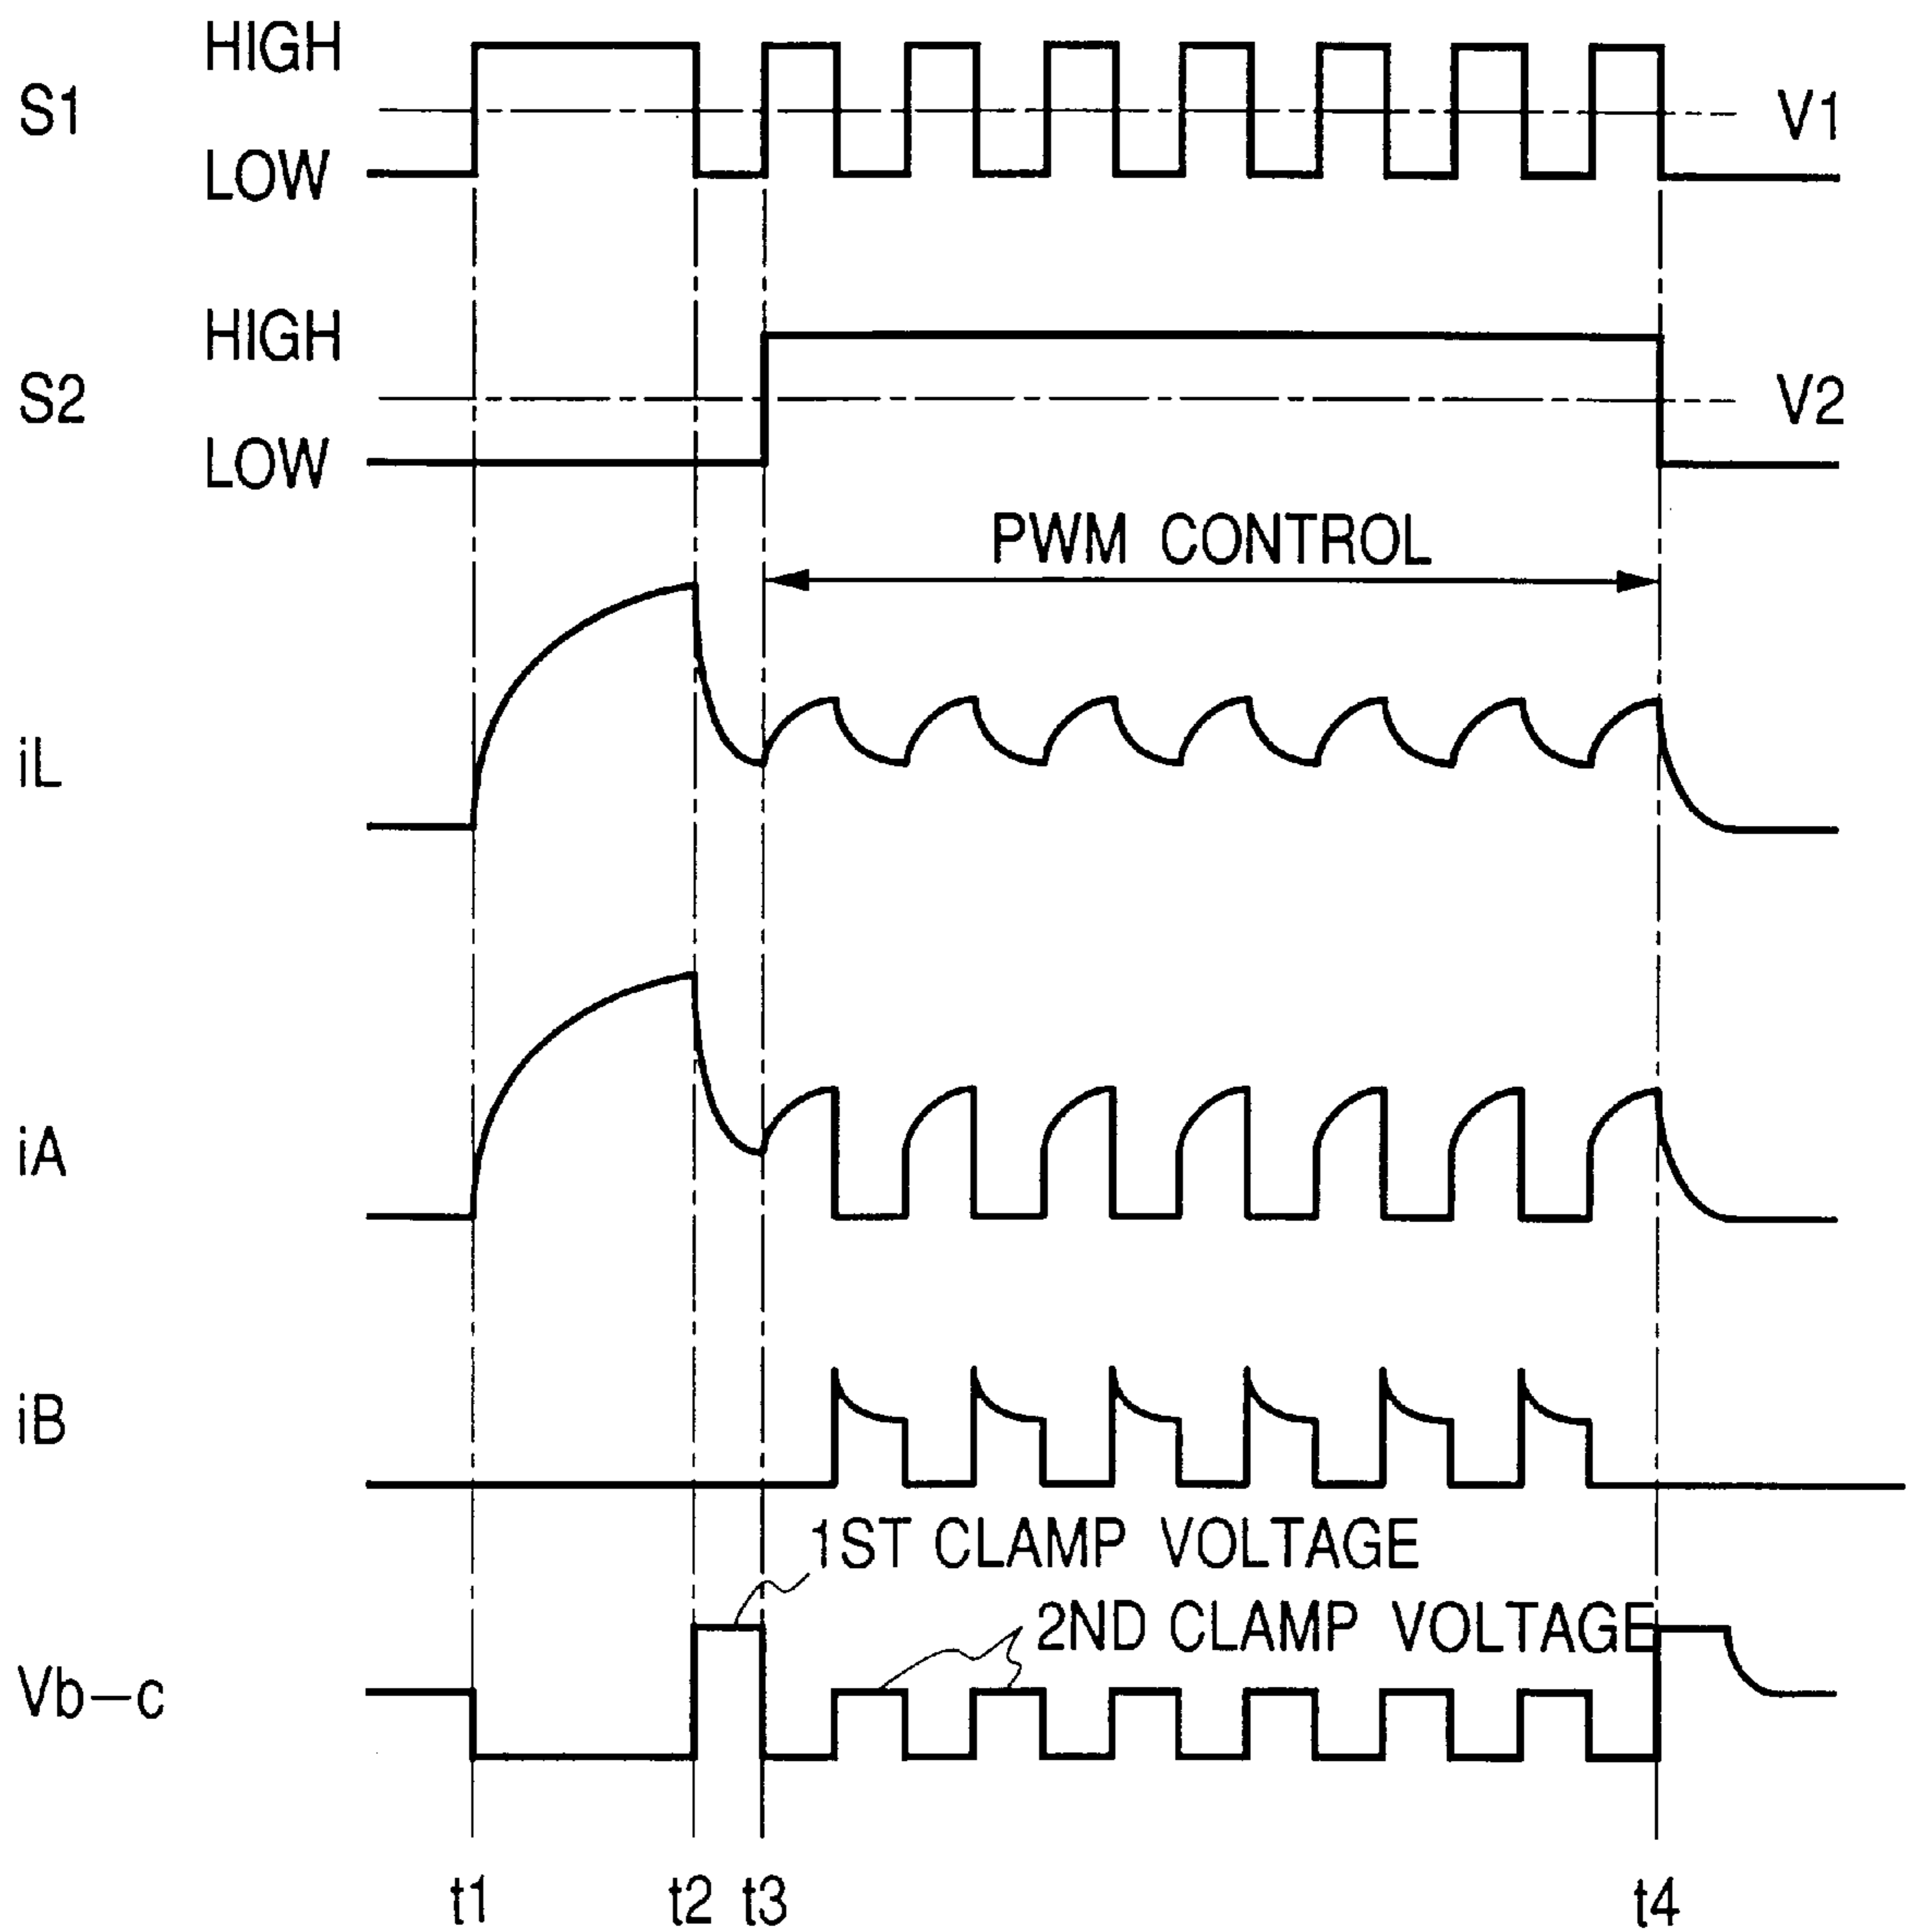 HIGH
S1
V1
LOW
HIGH
S2
V2
LOW
PWM CONTROL
iL
iA
iB
1ST CLAMP VOLTAGE
2ND CLAMP VOLTAGE
Vb-c
t1 t2 t3 t4